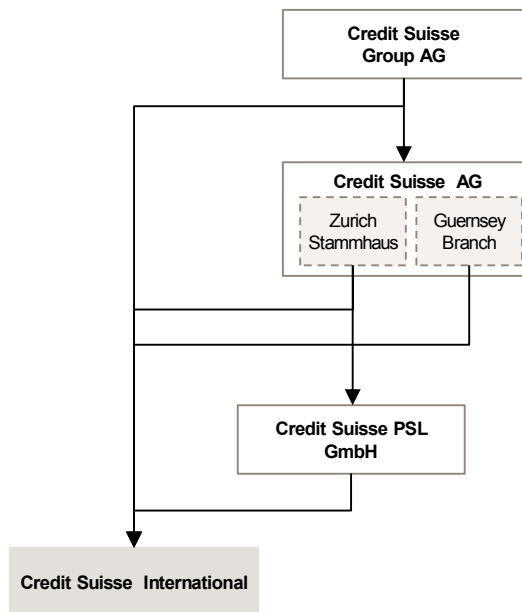 Credit Suisse
Group AG
Credit Suisse AG
Zurich
Stammhaus
Guernsey
Branch
Credit Suisse PSL
GmbH
Credit Suisse International